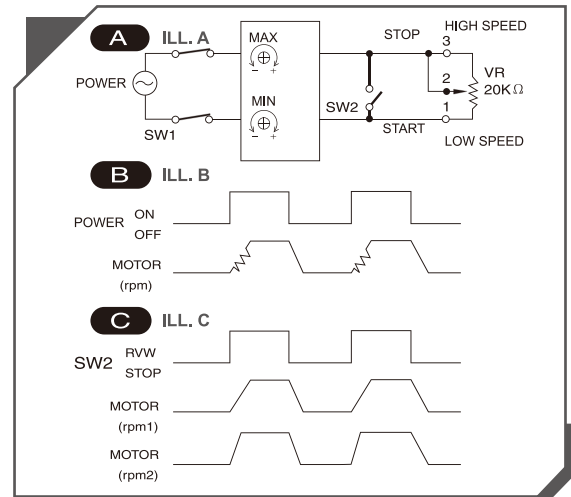 A ILL. A
MAX
- +
MIN
- +
POWER
SW1
SW2
STOP
START
HIGH SPEED
3
2
1
VR
20KΩ
LOW SPEED
B ILL. B
POWER ON
OFF
MOTOR
(rpm)
C ILL. C
SW2 RVW
STOP
MOTOR
(rpm1)
MOTOR
(rpm2)